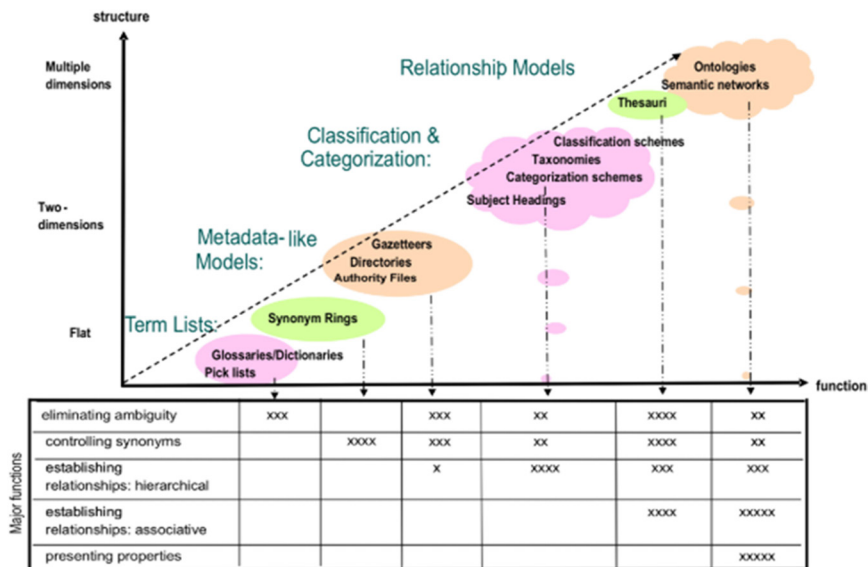 structure
Multiple
dimensions
Relationship Models
Ontologies
Semantic networks
Thesauri
Classification &
Categorization:
Classification schemes
Taxonomies
Categorization schemes
Subject Headings
Two-
dimensions
Metadata-like
Models:
Gazetteers
Directories
Authority Files
Flat
Term Lists:
Synonym Rings
Glossaries/Dictionaries
Pick lists
function
Major functions
eliminating ambiguity xxx xxx xx xxxx xx
controlling synonyms xxxx xxx xx xxxx xx
establishing
relationships: hierarchical x xxxx xxx xxx
establishing
relationships: associative xxxx xxxxx
presenting properties xxxxx